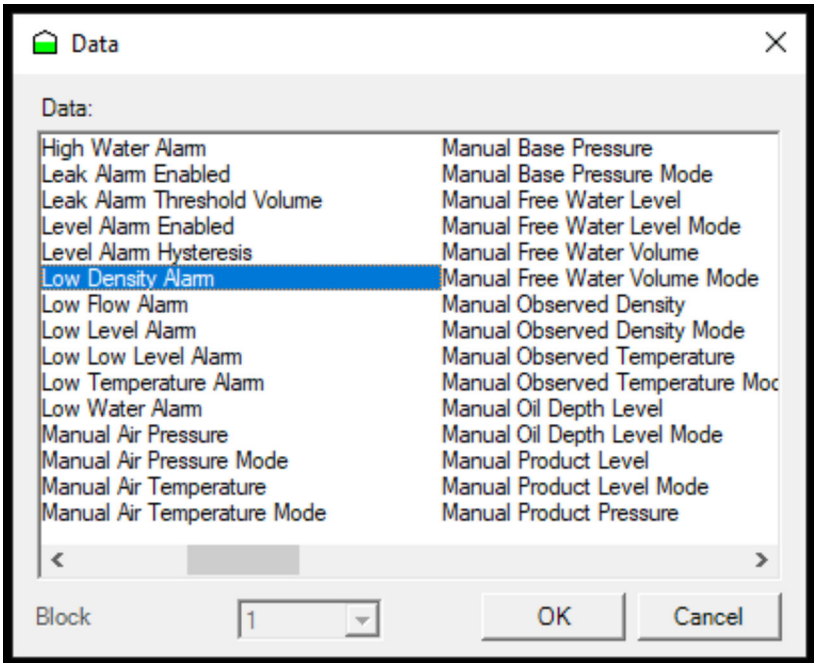 Data
Data:
High Water Alarm
Leak Alarm Enabled
Leak Alarm Threshold Volume
Level Alarm Enabled
Level Alarm Hysteresis
Low Density Alarm
Low Flow Alarm
Low Level Alarm
Low Low Level Alarm
Low Temperature Alarm
Low Water Alarm
Manual Air Pressure
Manual Air Pressure Mode
Manual Air Temperature
Manual Air Temperature Mode
Manual Base Pressure
Manual Base Pressure Mode
Manual Free Water Level
Manual Free Water Level Mode
Manual Free Water Volume
Manual Free Water Volume Mode
Manual Observed Density
Manual Observed Density Mode
Manual Observed Temperature
Manual Observed Temperature Moc
Manual Oil Depth Level
Manual Oil Depth Level Mode
Manual Product Level
Manual Product Level Mode
Manual Product Pressure
Block
1
OK
Cancel